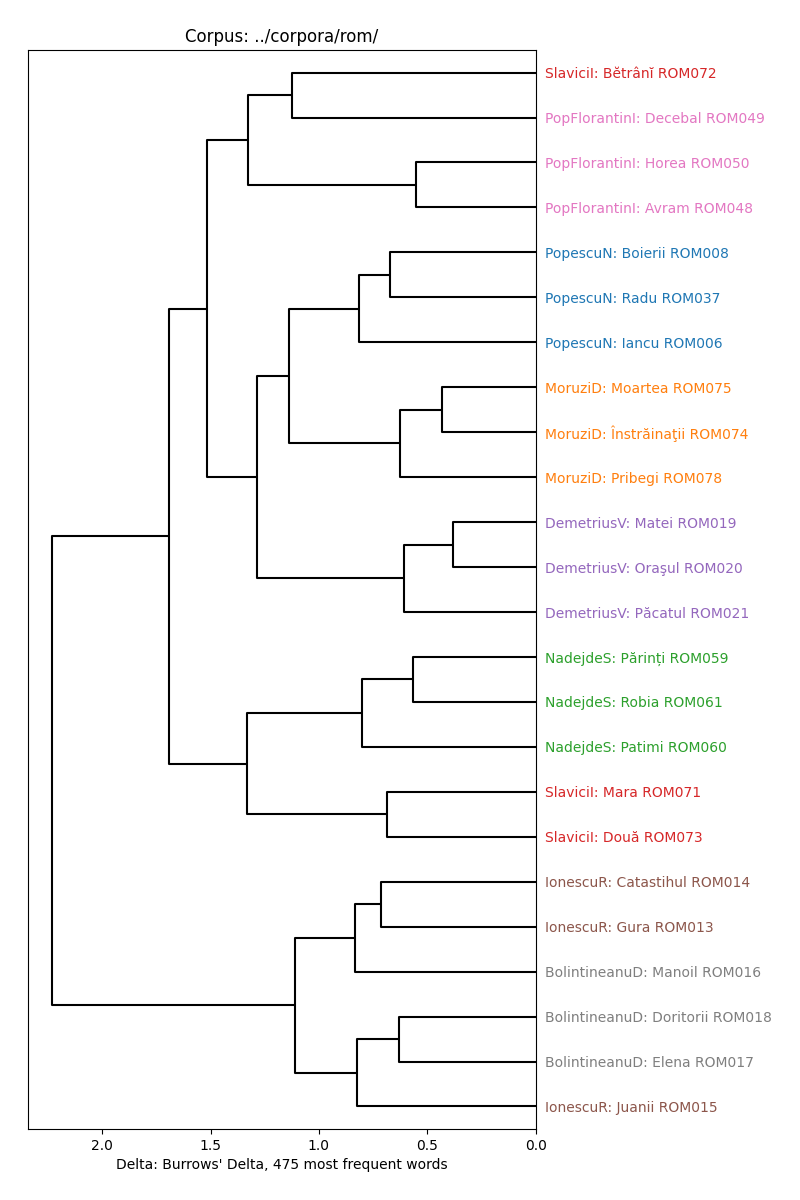 Corpus: ../corpora/rom/
SlaviciI: Bĕtrânĭ ROM072
PopFlorantinI: Decebal ROM049
PopFlorantinI: Horea ROM050
PopFlorantinI: Avram ROM048
PopescuN: Boierii ROM008
PopescuN: Radu ROM037
PopescuN: Iancu ROM006
MoruziD: Moartea ROM075
MoruziD: Înstrăinaţii ROM074
MoruziD: Pribegi ROM078
DemetriusV: Matei ROM019
DemetriusV: Oraşul ROM020
DemetriusV: Păcatul ROM021
NadejdeS: Părinți ROM059
NadejdeS: Robia ROM061
NadejdeS: Patimi ROM060
SlaviciI: Mara ROM071
SlaviciI: Două ROM073
IonescuR: Catastihul ROM014
IonescuR: Gura ROM013
BolintineanuD: Manoil ROM016
BolintineanuD: Doritorii ROM018
BolintineanuD: Elena ROM017
IonescuR: Juanii ROM015
2.0 1.5 1.0 0.5 0.0
Delta: Burrows' Delta, 475 most frequent words